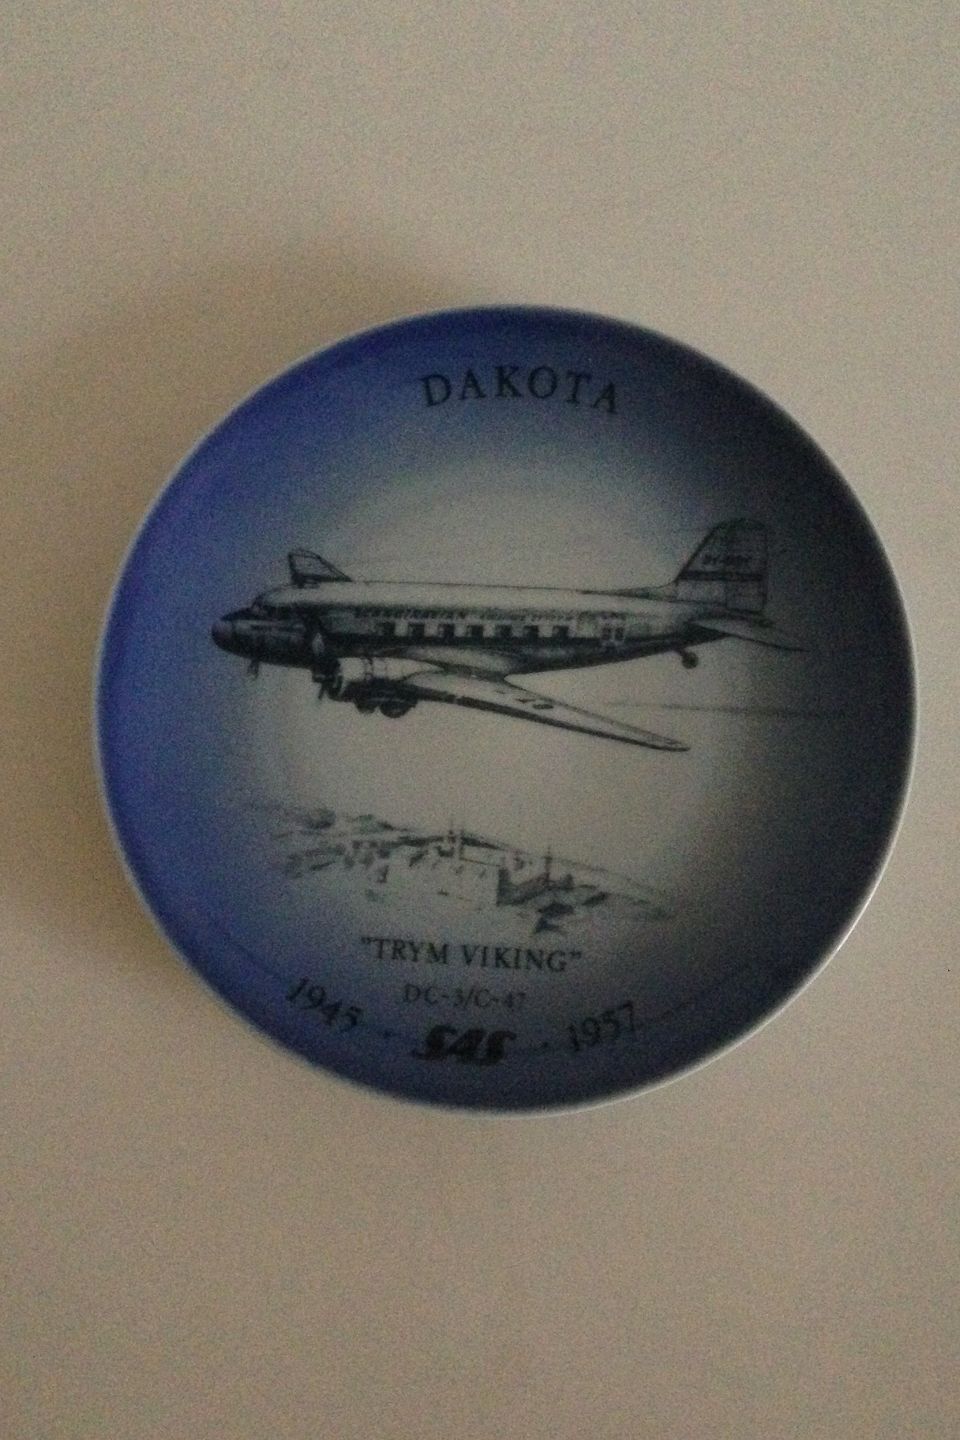 DAKOTA
"TRYM VIKING"
DC-3/C-47
1945 · SAS · 1957